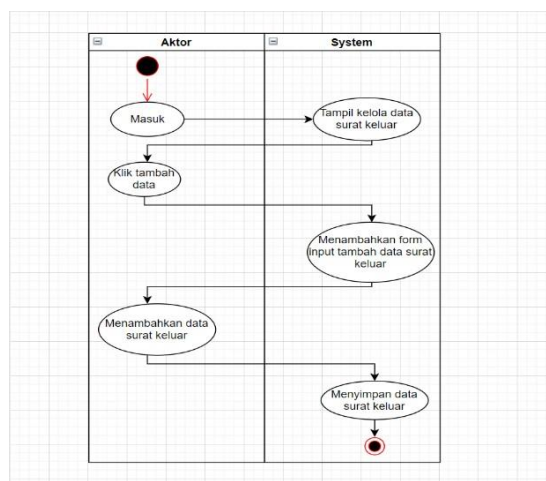 Aktor
System
Masuk
Tampil kelola data
surat keluar
Klik tambah
data
Menambahkan form
input tambah data surat
keluar
Menambahkan data
surat keluar
Menyimpan data
surat keluar